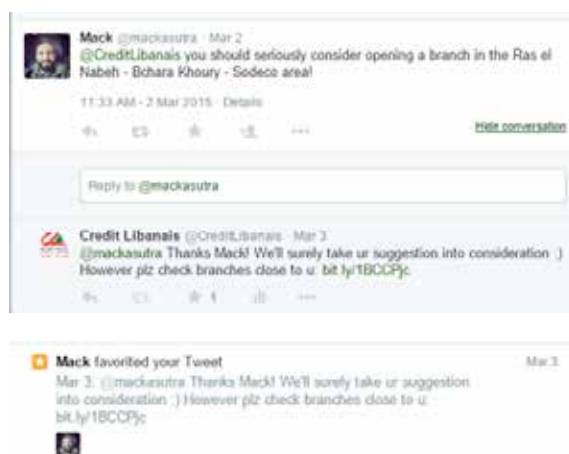 Mack @mackasutra · Mar 2
@CreditLibanais you should seriously consider opening a branch in the Ras el
Nabeh - Bchara Khoury - Sodeco area!
11:33 AM - 2 Mar 2015 · Details
Hide conversation
Reply to @mackasutra
Credit Libanais @CreditLibanais · Mar 3
@mackasutra Thanks Mack! We'll surely take ur suggestion into consideration :)
However plz check branches close to u: bit.ly/1BCCPjc
1
Mack favorited your Tweet
Mar 3
Mar 3: @mackasutra Thanks Mack! We'll surely take ur suggestion
into consideration :) However plz check branches close to u:
bit.ly/1BCCPjc